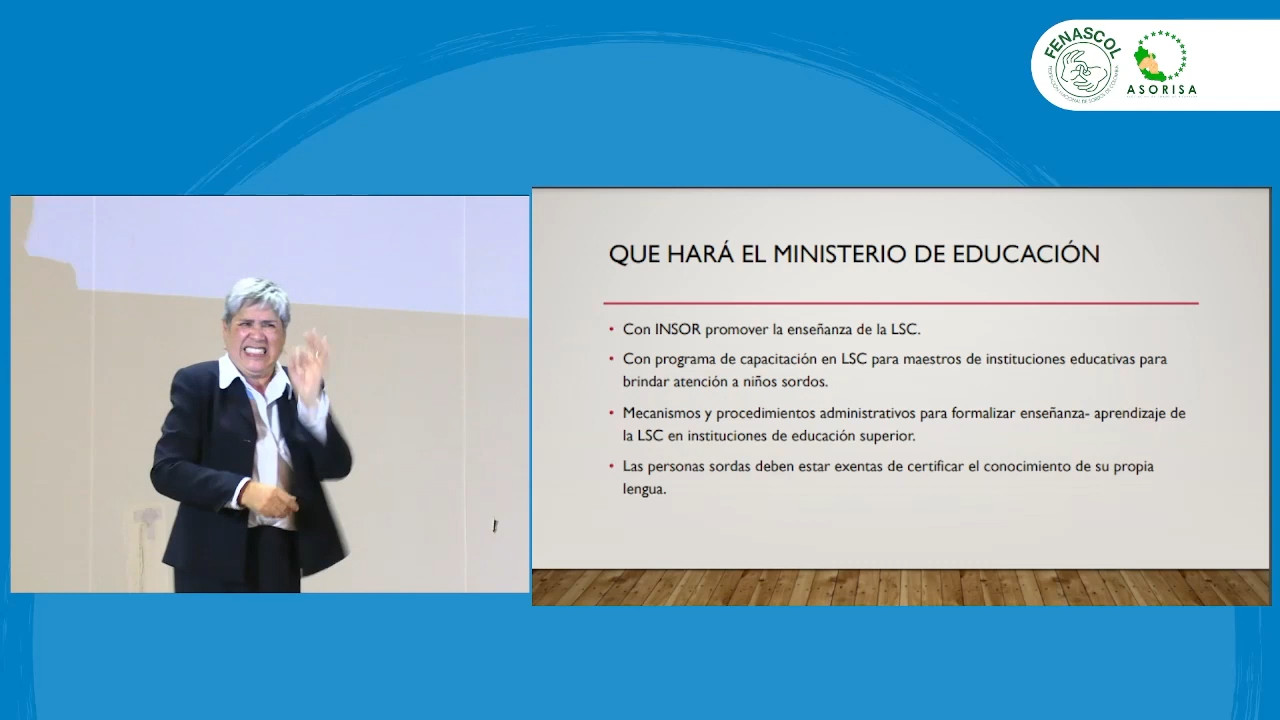 FENASCOL
ASORISA
QUE HARÁ EL MINISTERIO DE EDUCACIÓN
• Con INSOR promover la enseñanza de la LSC.
• Con programa de capacitación en LSC para maestros de instituciones educativas para
brindar atención a niños sordos.
• Mecanismos y procedimientos administrativos para formalizar enseñanza- aprendizaje de
la LSC en instituciones de educación superior.
• Las personas sordas deben estar exentas de certificar el conocimiento de su propia
lengua.